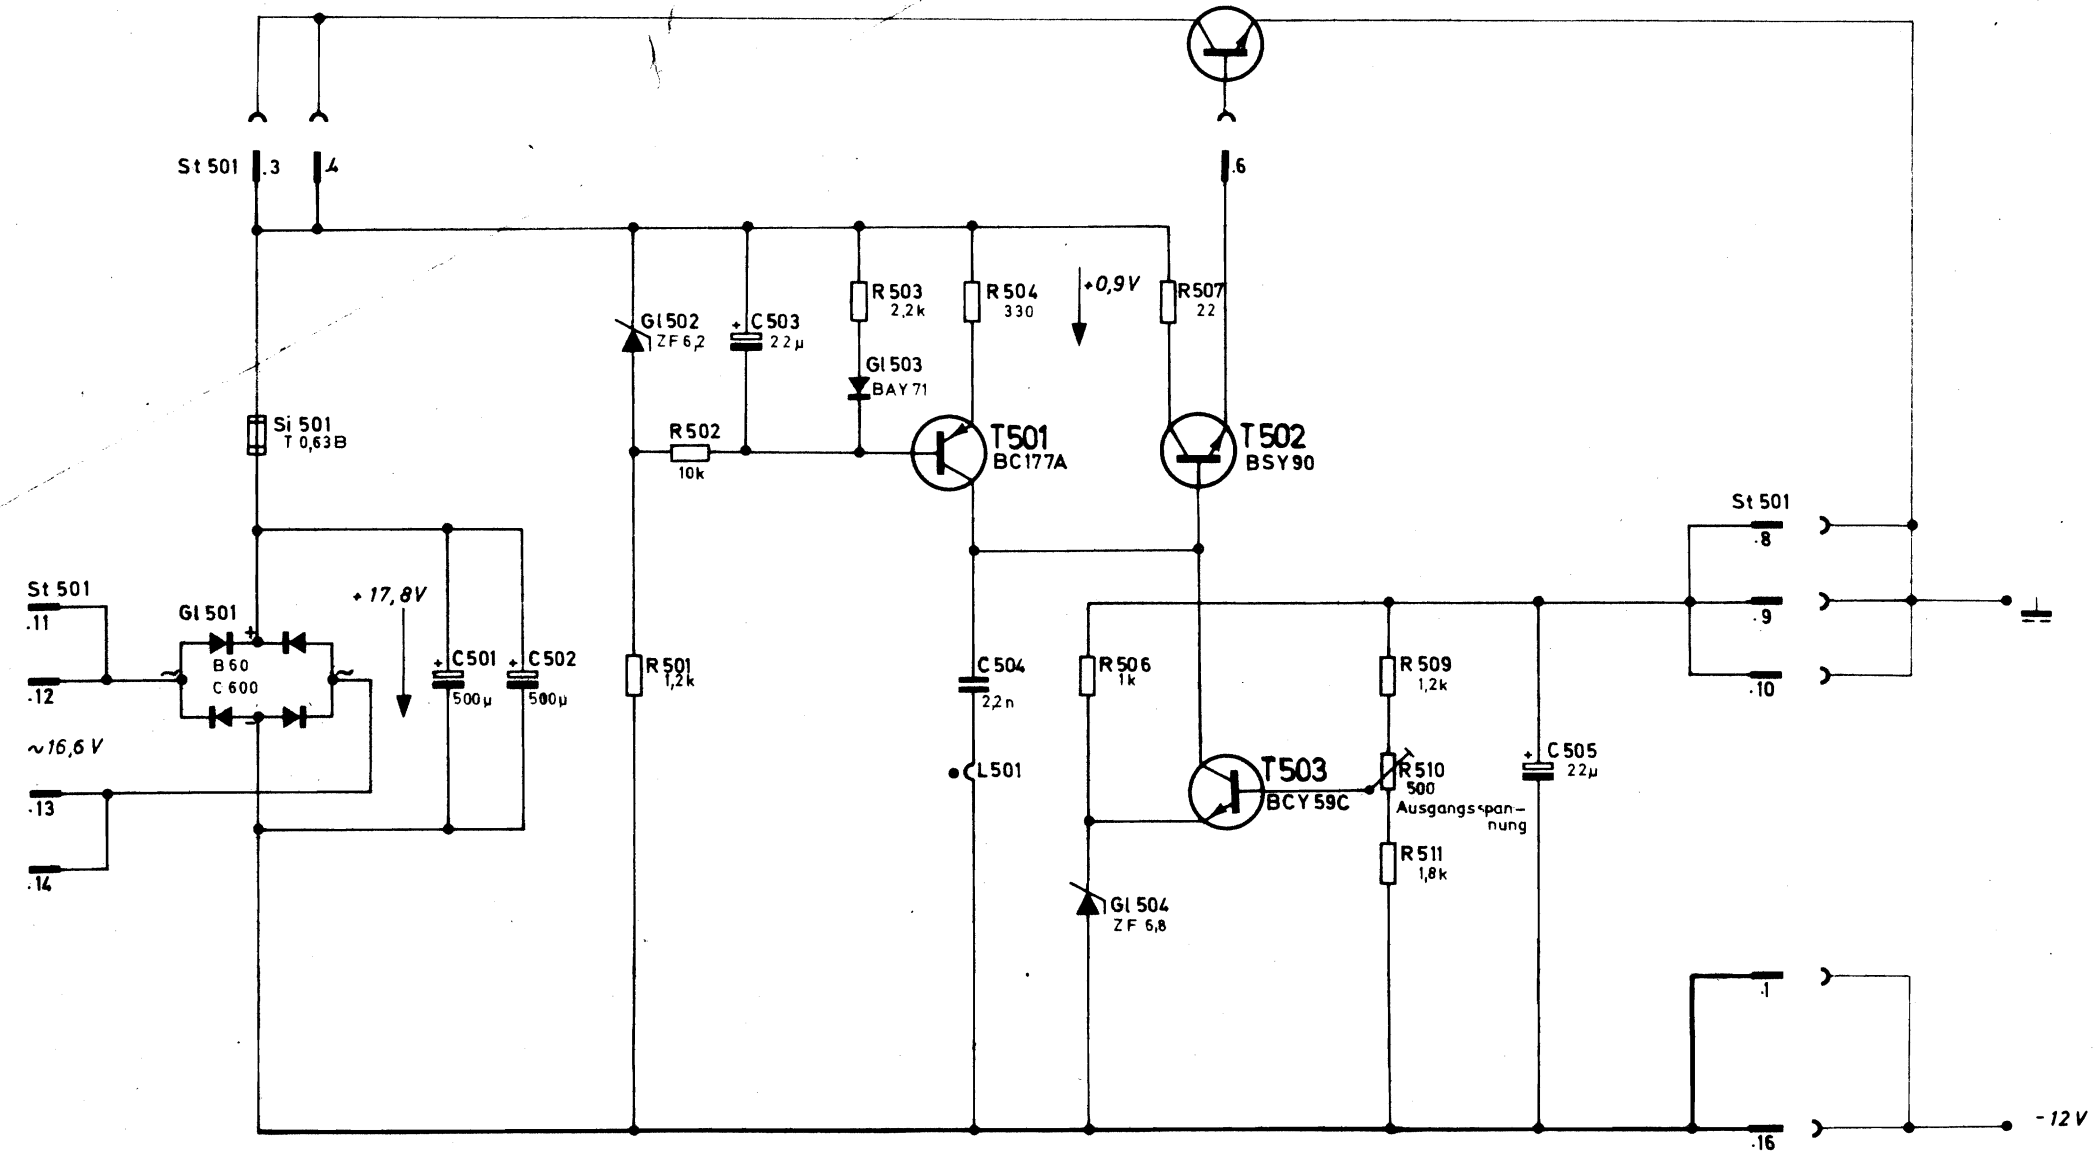 St 501
.3
.4
.6
R 503
2,2k
R 504
330
+0,9V
R 507
22
Gl 502
ZF 6,2
+
C 503
22µ
Gl 503
BAY 71
Si 501
T 0,63B
R 502
10k
T501
BC177A
T502
BSY90
St 501
.8
.9
.10
St 501
.11
.12
~16,6 V
.13
.14
Gl 501
+
B 60
C 600
~
~
-
+ 17,8V
+
C 501
500µ
+
C 502
500µ
R 501
1,2k
C 504
2,2n
L501
R 506
1k
R 509
1,2k
T503
BCY 59C
R 510
500
Ausgangsspan-
nung
R 511
1,8k
+
C 505
22µ
Gl 504
ZF 6,8
.1
.16
-12V